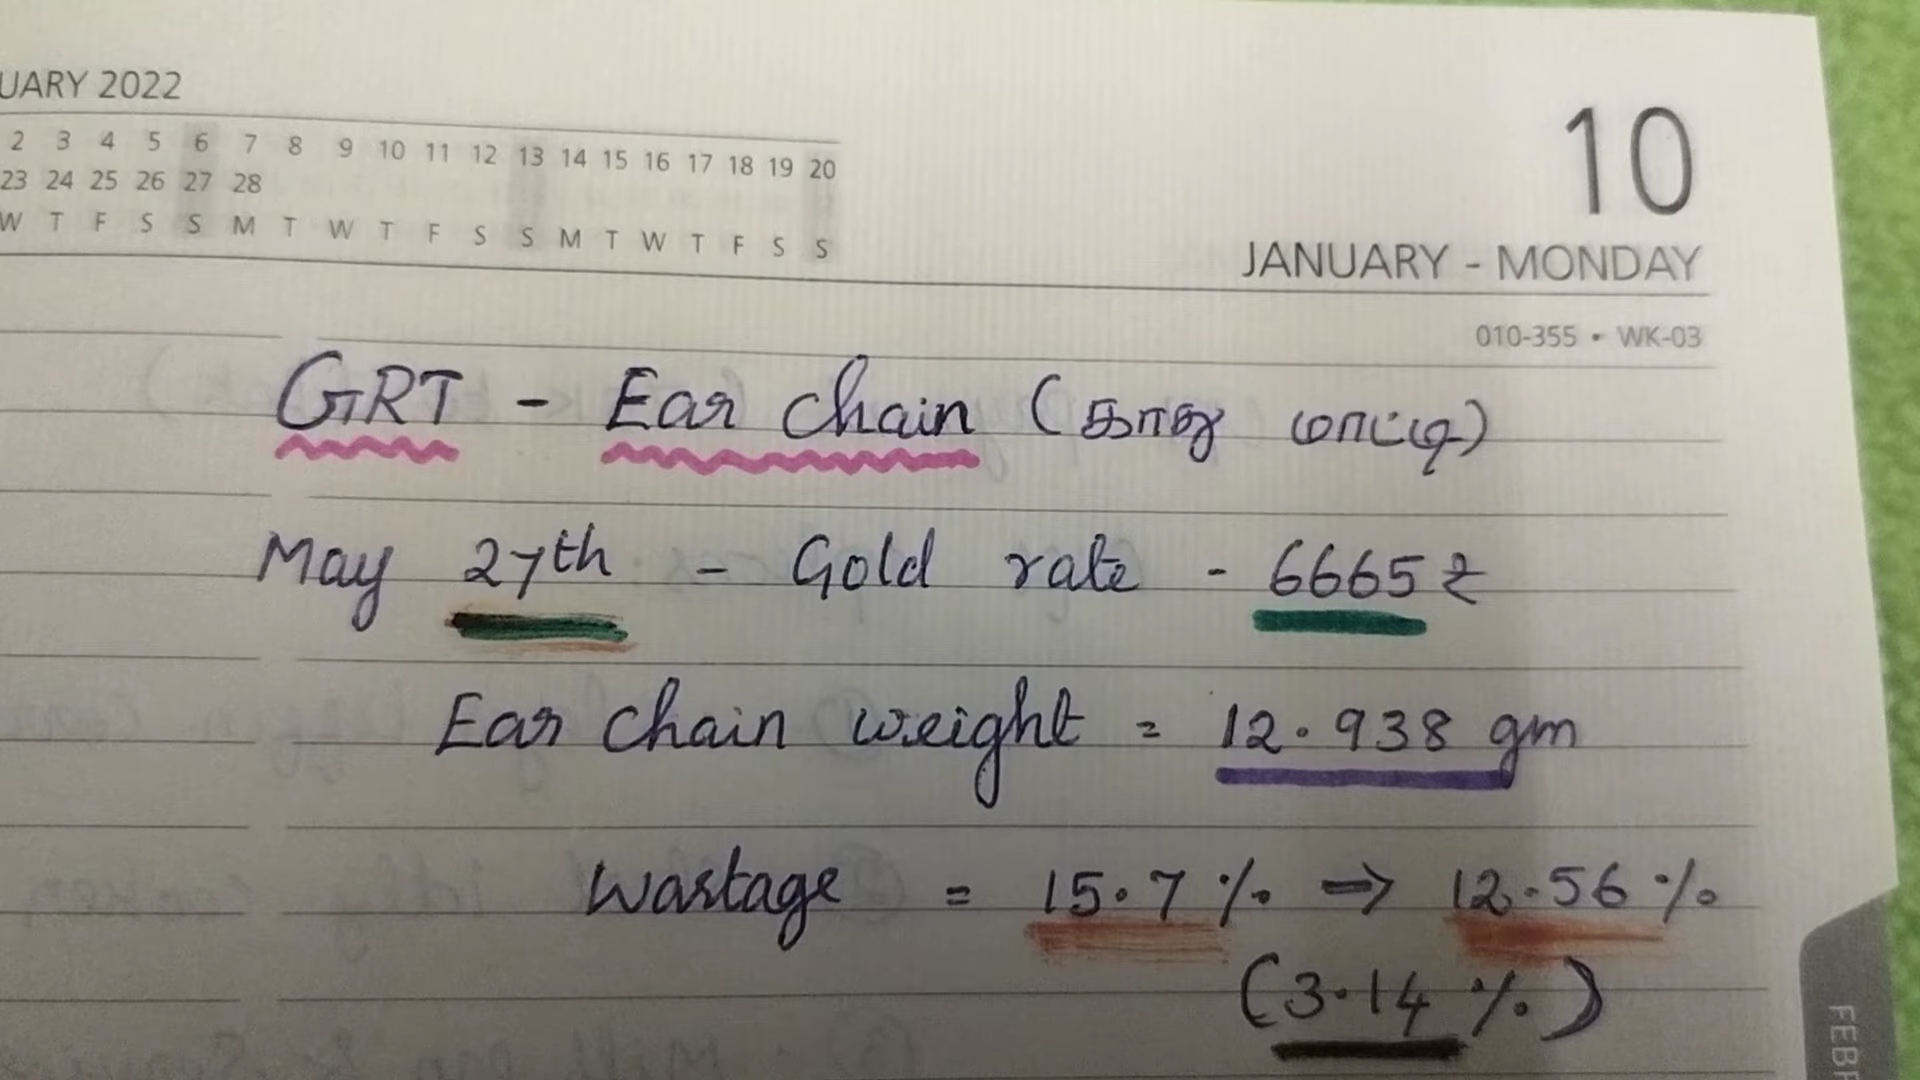 UARY 2022
2 3 4 5 6 7 8 9 10 11 12 13 14 15 16 17 18 19 20
23 24 25 26 27 28
W T F S S M T W T F S S M T W T F S S
10
JANUARY - MONDAY
010-355 • WK-03
GRT - Ear chain (காது மாட்டி)
May 27th - Gold rate - 6665 ₹
Ear chain weight = 12.938 gm
Wastage = 15.7 % ⇒ 12.56 %
(3.14 %)
FEBR